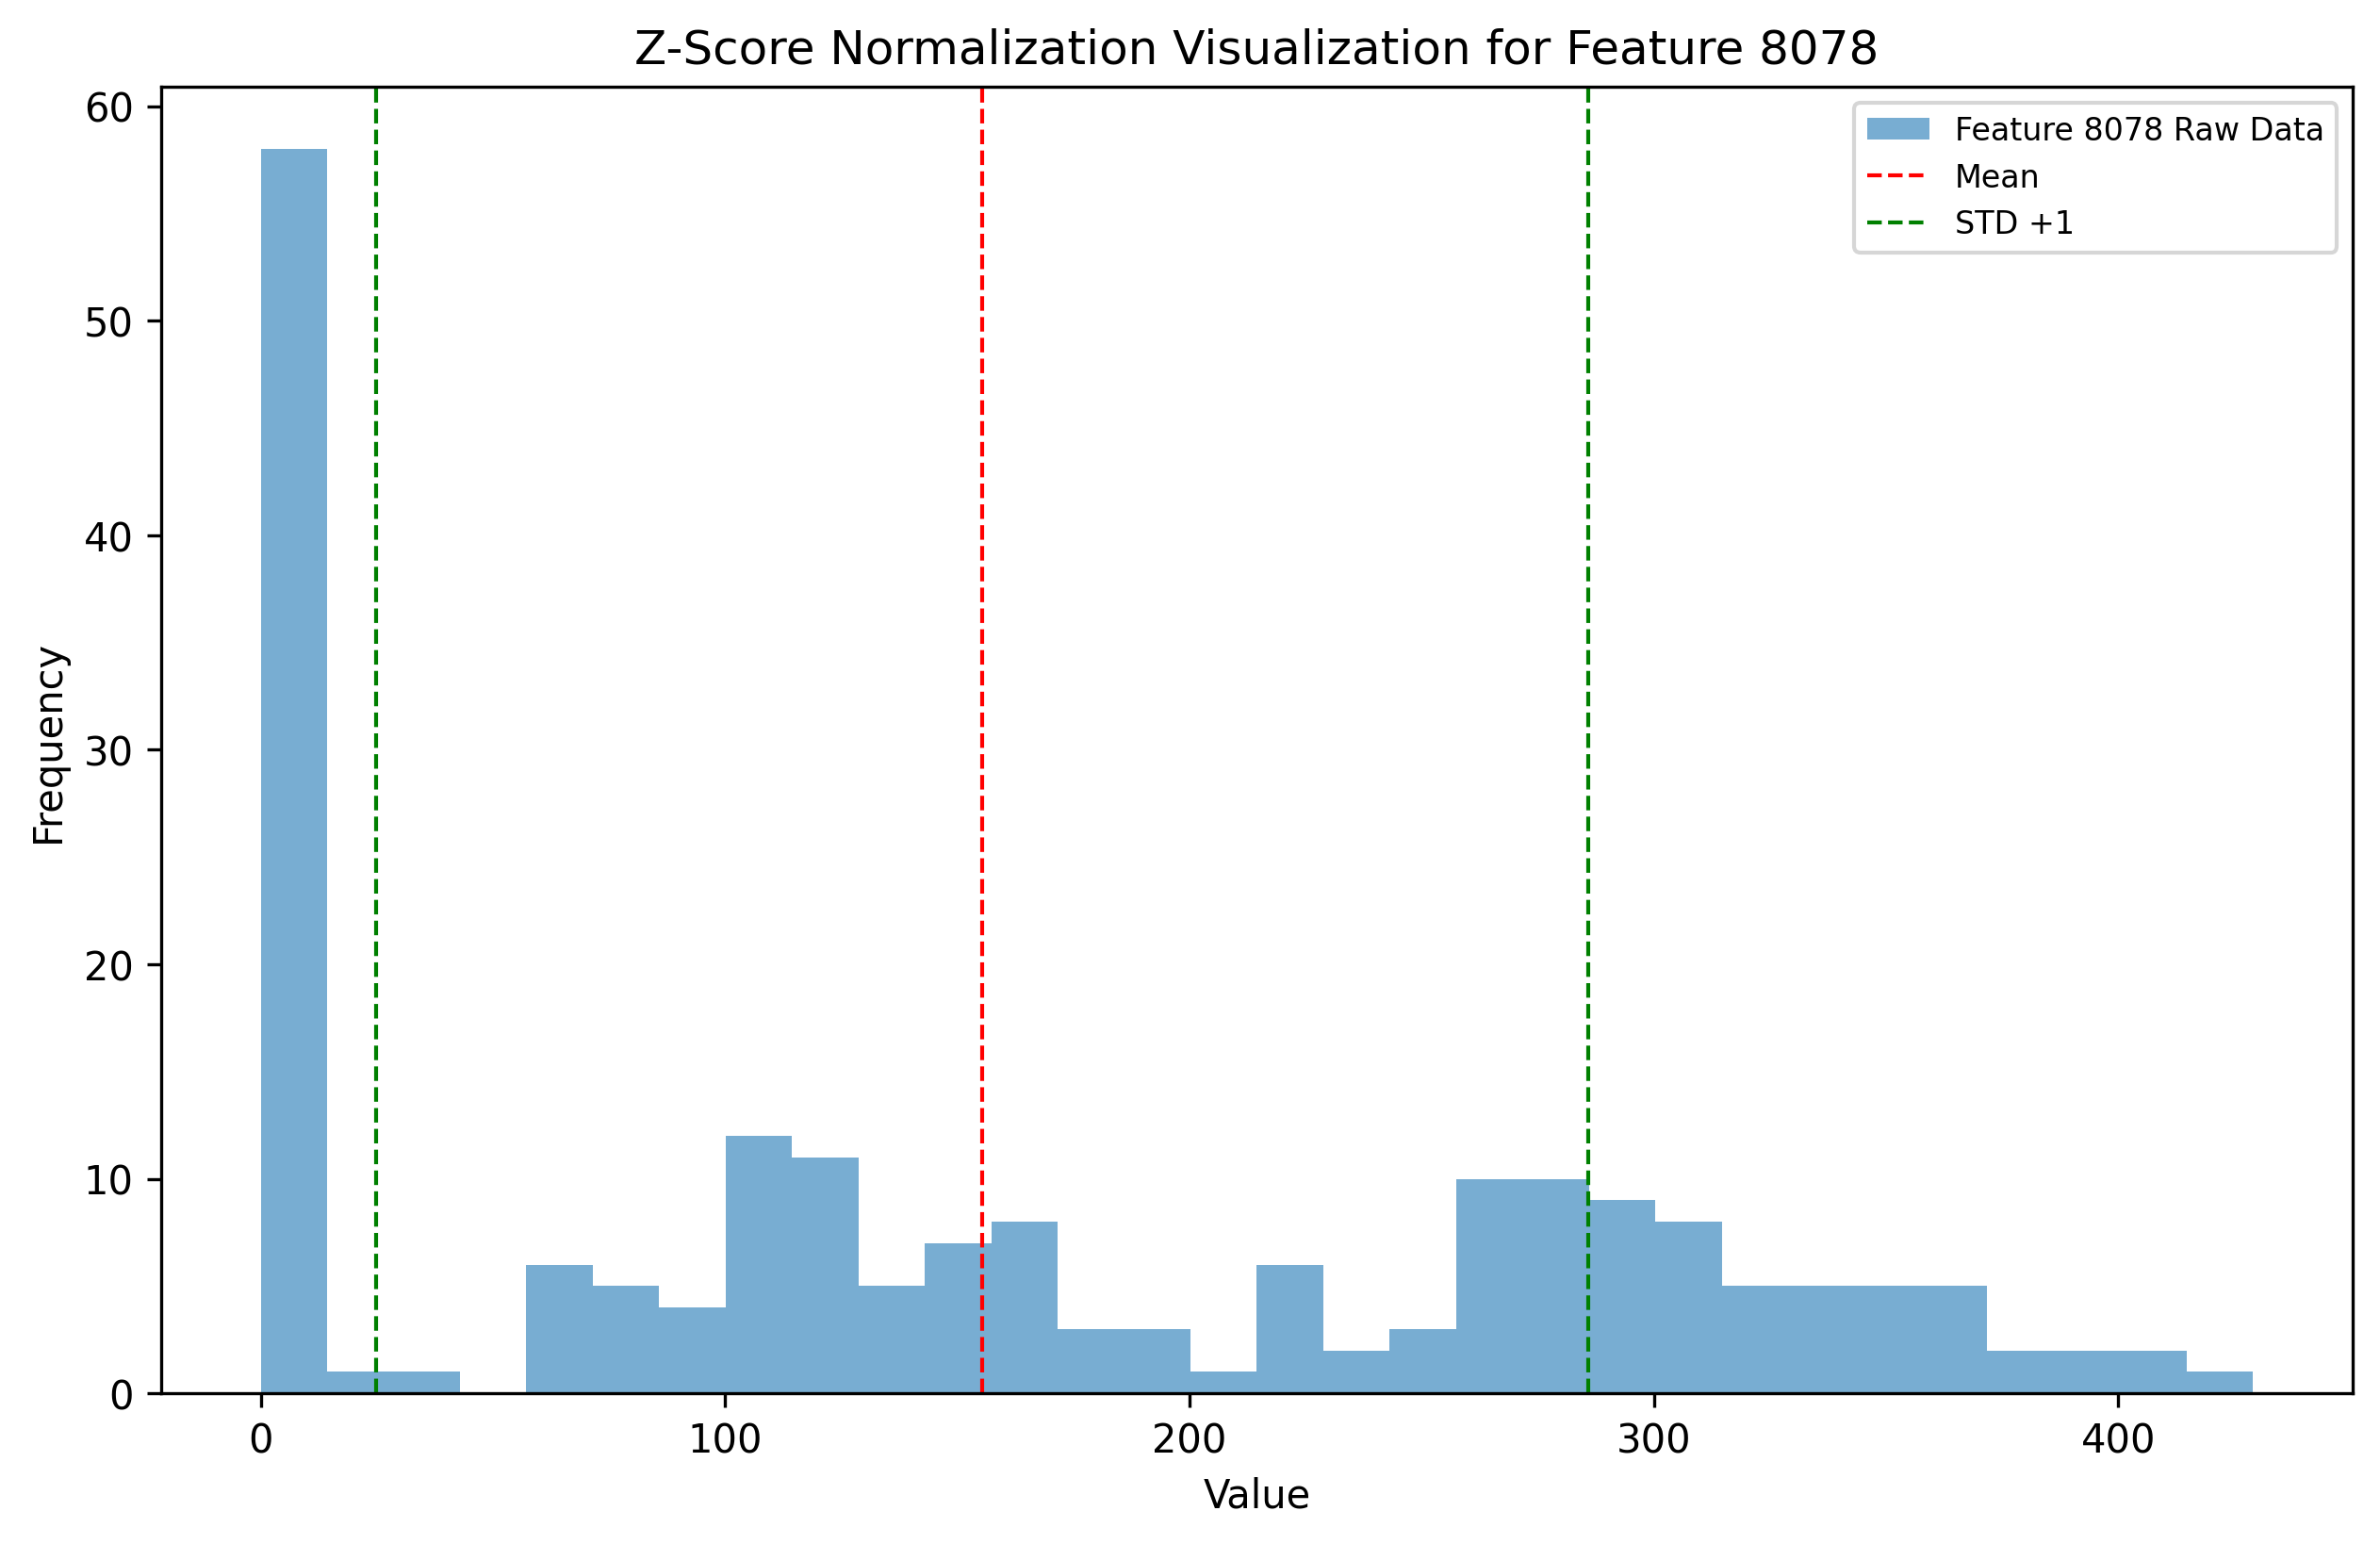 Z-Score Normalization Visualization for Feature 8078
Feature 8078 Raw Data
Mean
STD +1
60
50
40
30
20
10
0
Frequency
0 100 200 300 400
Value